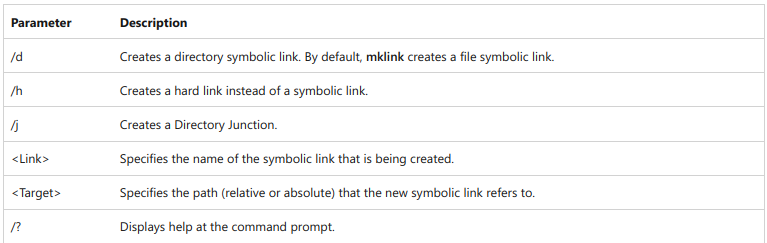 Parameter Description
/d Creates a directory symbolic link. By default, mklink creates a file symbolic link.
/h Creates a hard link instead of a symbolic link.
/j Creates a Directory Junction.
<Link> Specifies the name of the symbolic link that is being created.
<Target> Specifies the path (relative or absolute) that the new symbolic link refers to.
/? Displays help at the command prompt.